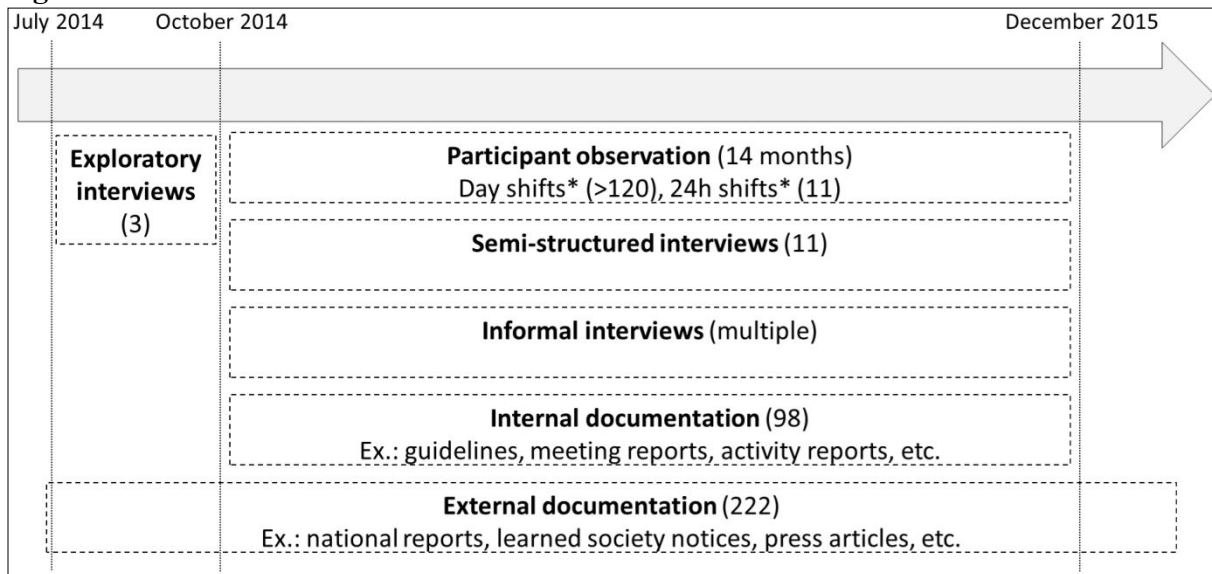 July 2014
October 2014
December 2015
Exploratory
interviews
(3)
Participant observation (14 months)
Day shifts* (>120), 24h shifts* (11)
Semi-structured interviews (11)
Informal interviews (multiple)
Internal documentation (98)
Ex.: guidelines, meeting reports, activity reports, etc.
External documentation (222)
Ex.: national reports, learned society notices, press articles, etc.